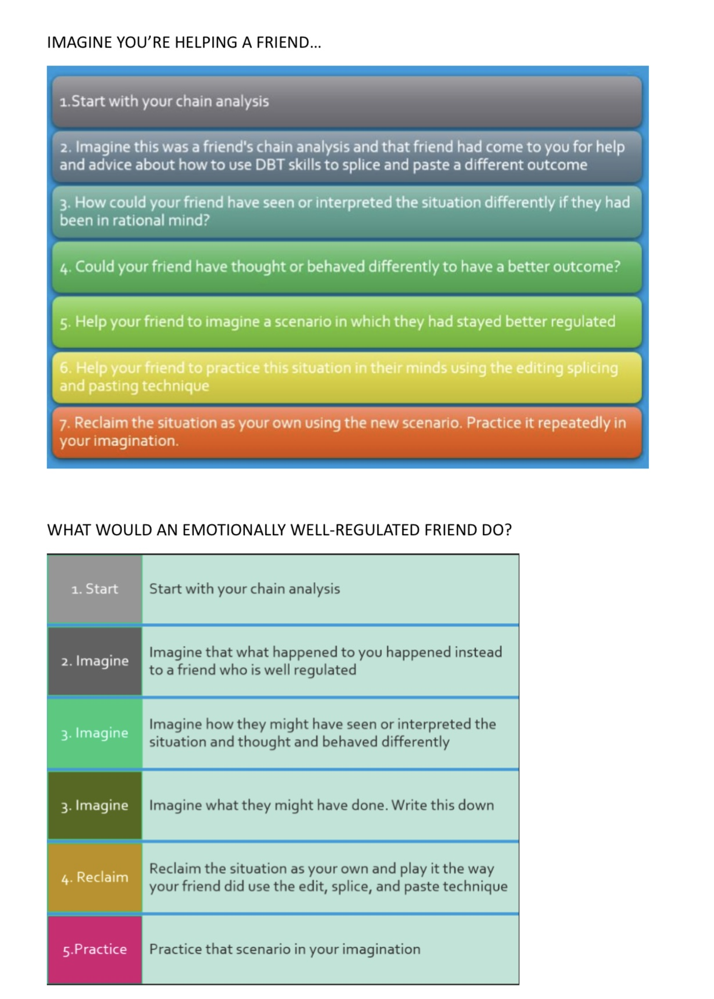 IMAGINE YOU’RE HELPING A FRIEND…
1.Start with your chain analysis
2. Imagine this was a friend's chain analysis and that friend had come to you for help
and advice about how to use DBT skills to splice and paste a different outcome
3. How could your friend have seen or interpreted the situation differently if they had
been in rational mind?
4. Could your friend have thought or behaved differently to have a better outcome?
5. Help your friend to imagine a scenario in which they had stayed better regulated
6. Help your friend to practice this situation in their minds using the editing splicing
and pasting technique
7. Reclaim the situation as your own using the new scenario. Practice it repeatedly in
your imagination.
WHAT WOULD AN EMOTIONALLY WELL-REGULATED FRIEND DO?
1. Start
Start with your chain analysis
2. Imagine
Imagine that what happened to you happened instead
to a friend who is well regulated
3. Imagine
Imagine how they might have seen or interpreted the
situation and thought and behaved differently
3. Imagine
Imagine what they might have done. Write this down
4. Reclaim
Reclaim the situation as your own and play it the way
your friend did use the edit, splice, and paste technique
5.Practice
Practice that scenario in your imagination